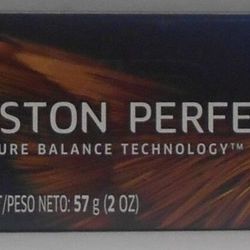 STON PERFE
URE BALANCE TECHNOLOGY™
T/PESO NETO: 57 g (2 OZ)